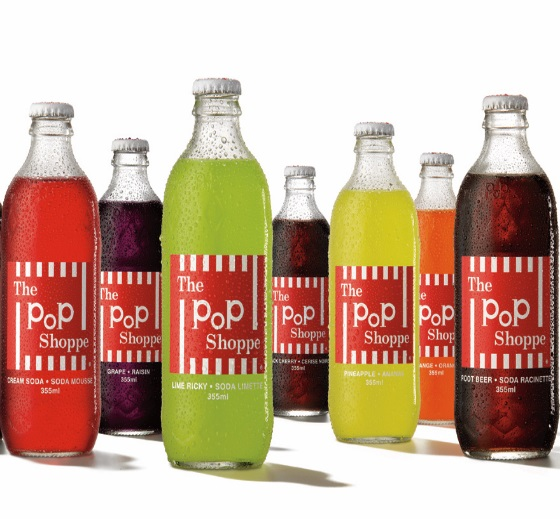 The
pop
Shoppe
CREAM SODA • SODA MOUSSE
355ml
The
pop
Shoppe
GRAPE • RAISIN
355ml
The
pop
Shoppe
LIME RICKY • SODA LIMETTE
355ml
The
pop
Shoppe
CHERRY • CERISE
355ml
The
pop
Shoppe
PINEAPPLE •
355ml
pop
Shoppe
355ml
The
pop
Shoppe
ROOT BEER • SODA RACINETTE
355ml